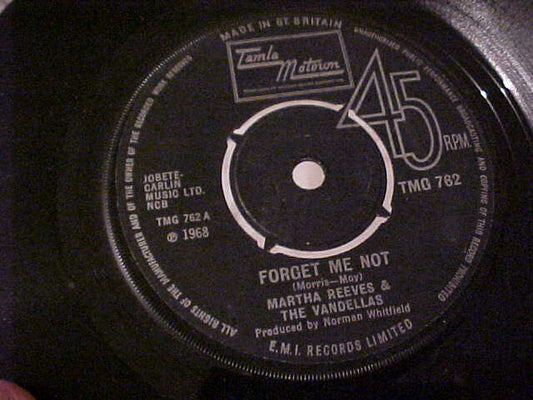 MADE IN GT BRITAIN
UNAUTHORISED PUBLIC PERFORMANCE BROADCASTING AND COPYING OF THIS RECORD PROHIBITED
ALL RIGHTS OF THE MANUFACTURER AND OF THE OWNER OF THE RECORDED WORK RESERVED
Tamla
Motown
45
RPM
TMG 762
JOBETE-
CARLIN
MUSIC LTD.
NCB
TMG 762 A
℗ 1968
FORGET ME NOT
(Morris—Moy)
MARTHA REEVES &
THE VANDELLAS
Produced by Norman Whitfield
E.M.I. RECORDS LIMITED